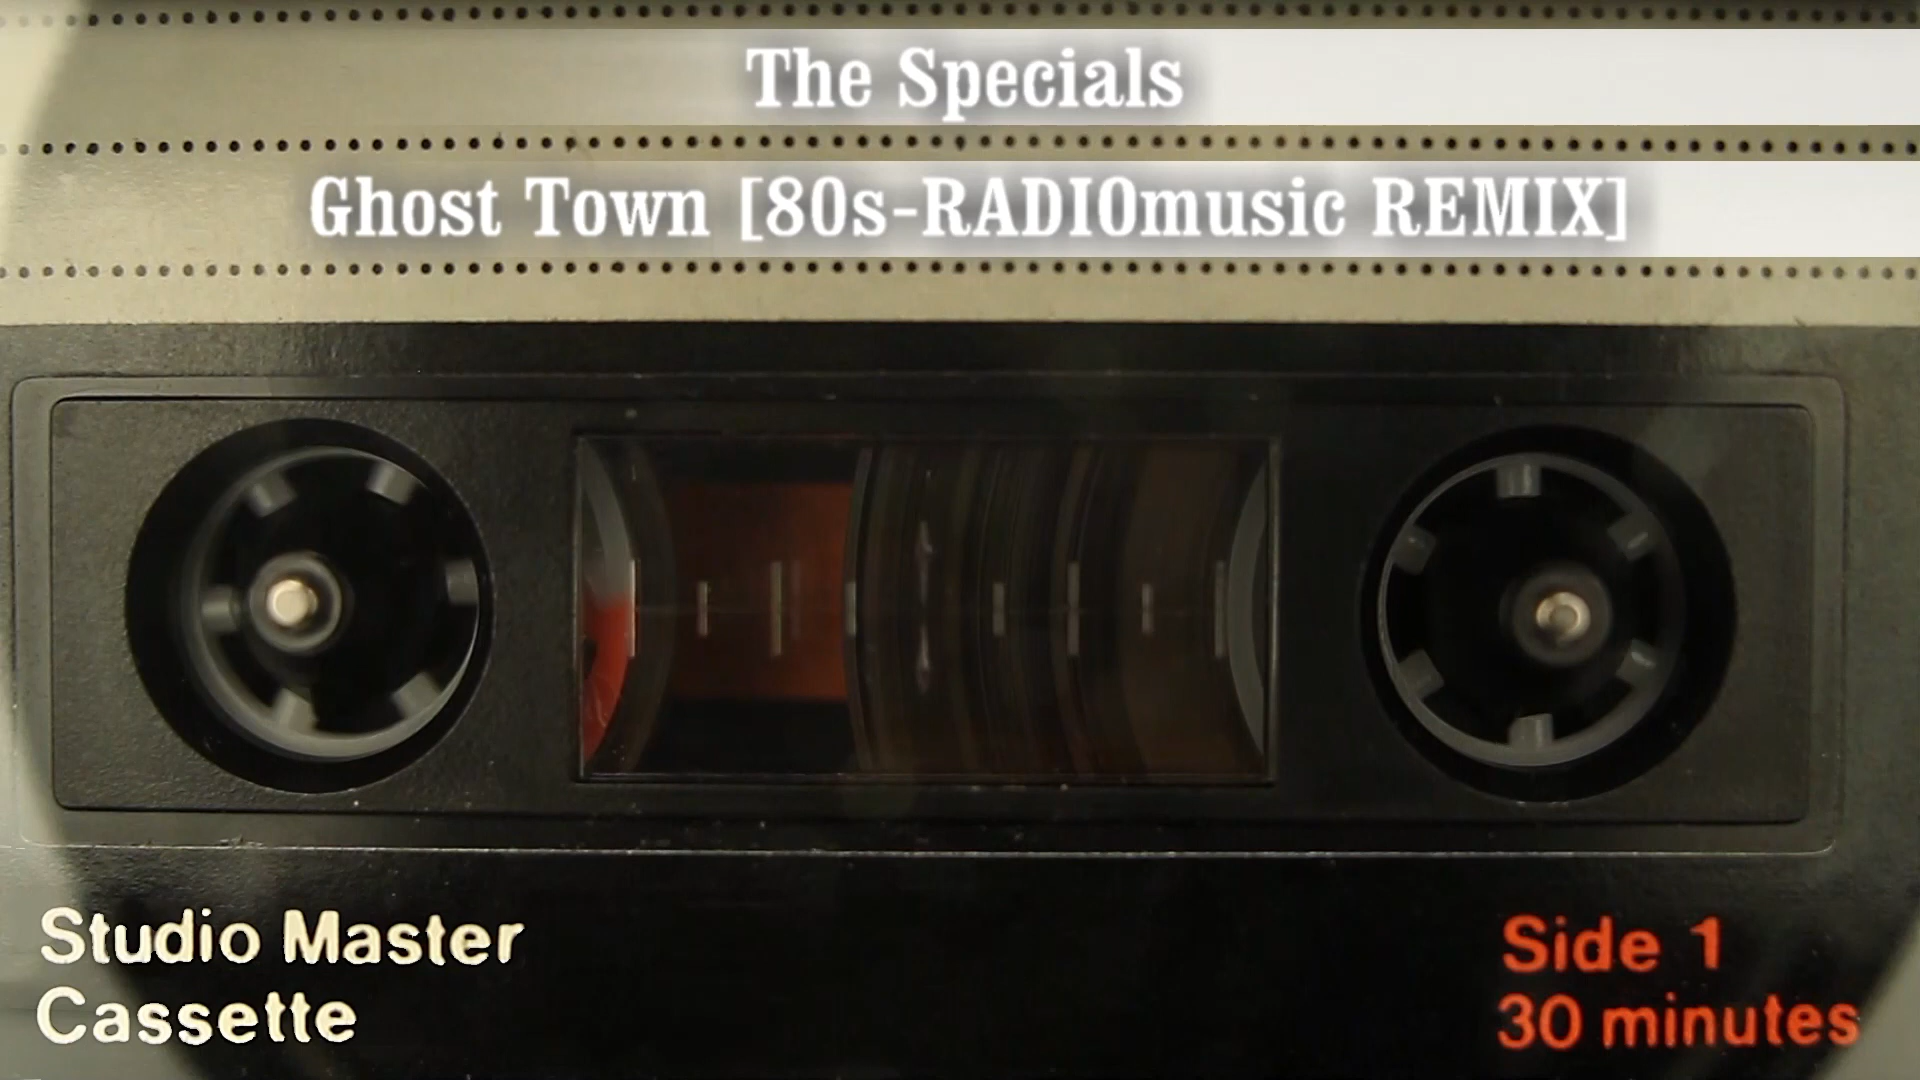 The Specials
Ghost Town [80s-RADIOmusic REMIX]
Studio Master
Cassette
Side 1
30 minutes